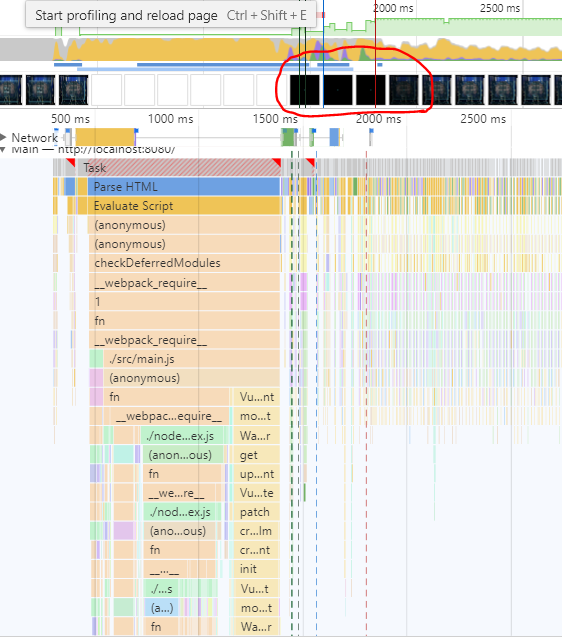 Start profiling and reload page Ctrl + Shift + E
2000 ms 2500 ms
500 ms 1000 ms 1500 ms 2000 ms 2500 ms
Network
Main — http://localhost:8080/
Task
Parse HTML
Evaluate Script
(anonymous)
(anonymous)
checkDeferredModules
__webpack_require__
1
fn
__webpack_require__
./src/main.js
(anonymous)
fn Vu...nt
__webpac...equire__ mo...t
./node...ex.js Wa...r
(anon...ous) get
fn up...nt
__we...re__ Vu...te
./nod...ex.js patch
(ano...ous) cr...lm
fn cr...nt
__...__ init
./...s Vu...t
(a...) mo...t
fn Wa...r